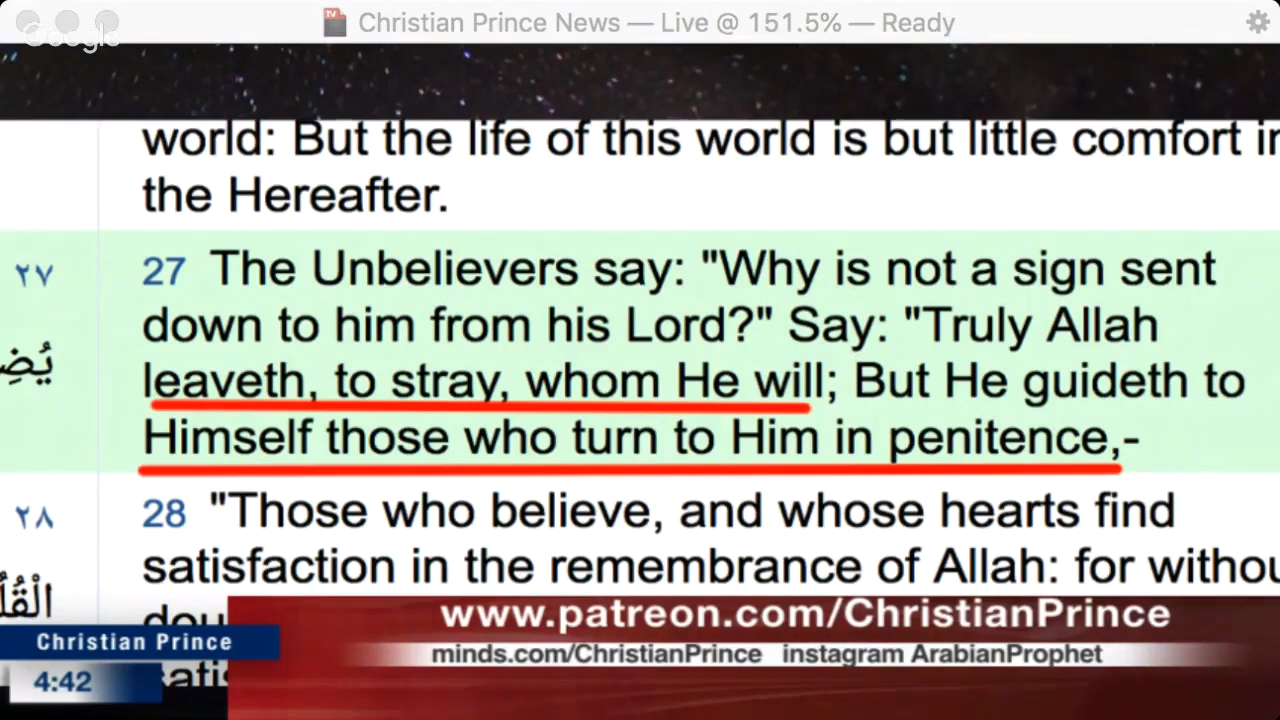 Christian Prince News — Live @ 151.5% — Ready
Google
world: But the life of this world is but little comfort in
the Hereafter.
٢٧
27 The Unbelievers say: "Why is not a sign sent
down to him from his Lord?" Say: "Truly Allah
leaveth, to stray, whom He will; But He guideth to
Himself those who turn to Him in penitence,-
٢٨
28 "Those who believe, and whose hearts find
satisfaction in the remembrance of Allah: for withou
www.patreon.com/ChristianPrince
minds.com/ChristianPrince instagram ArabianProphet
Christian Prince
4:42